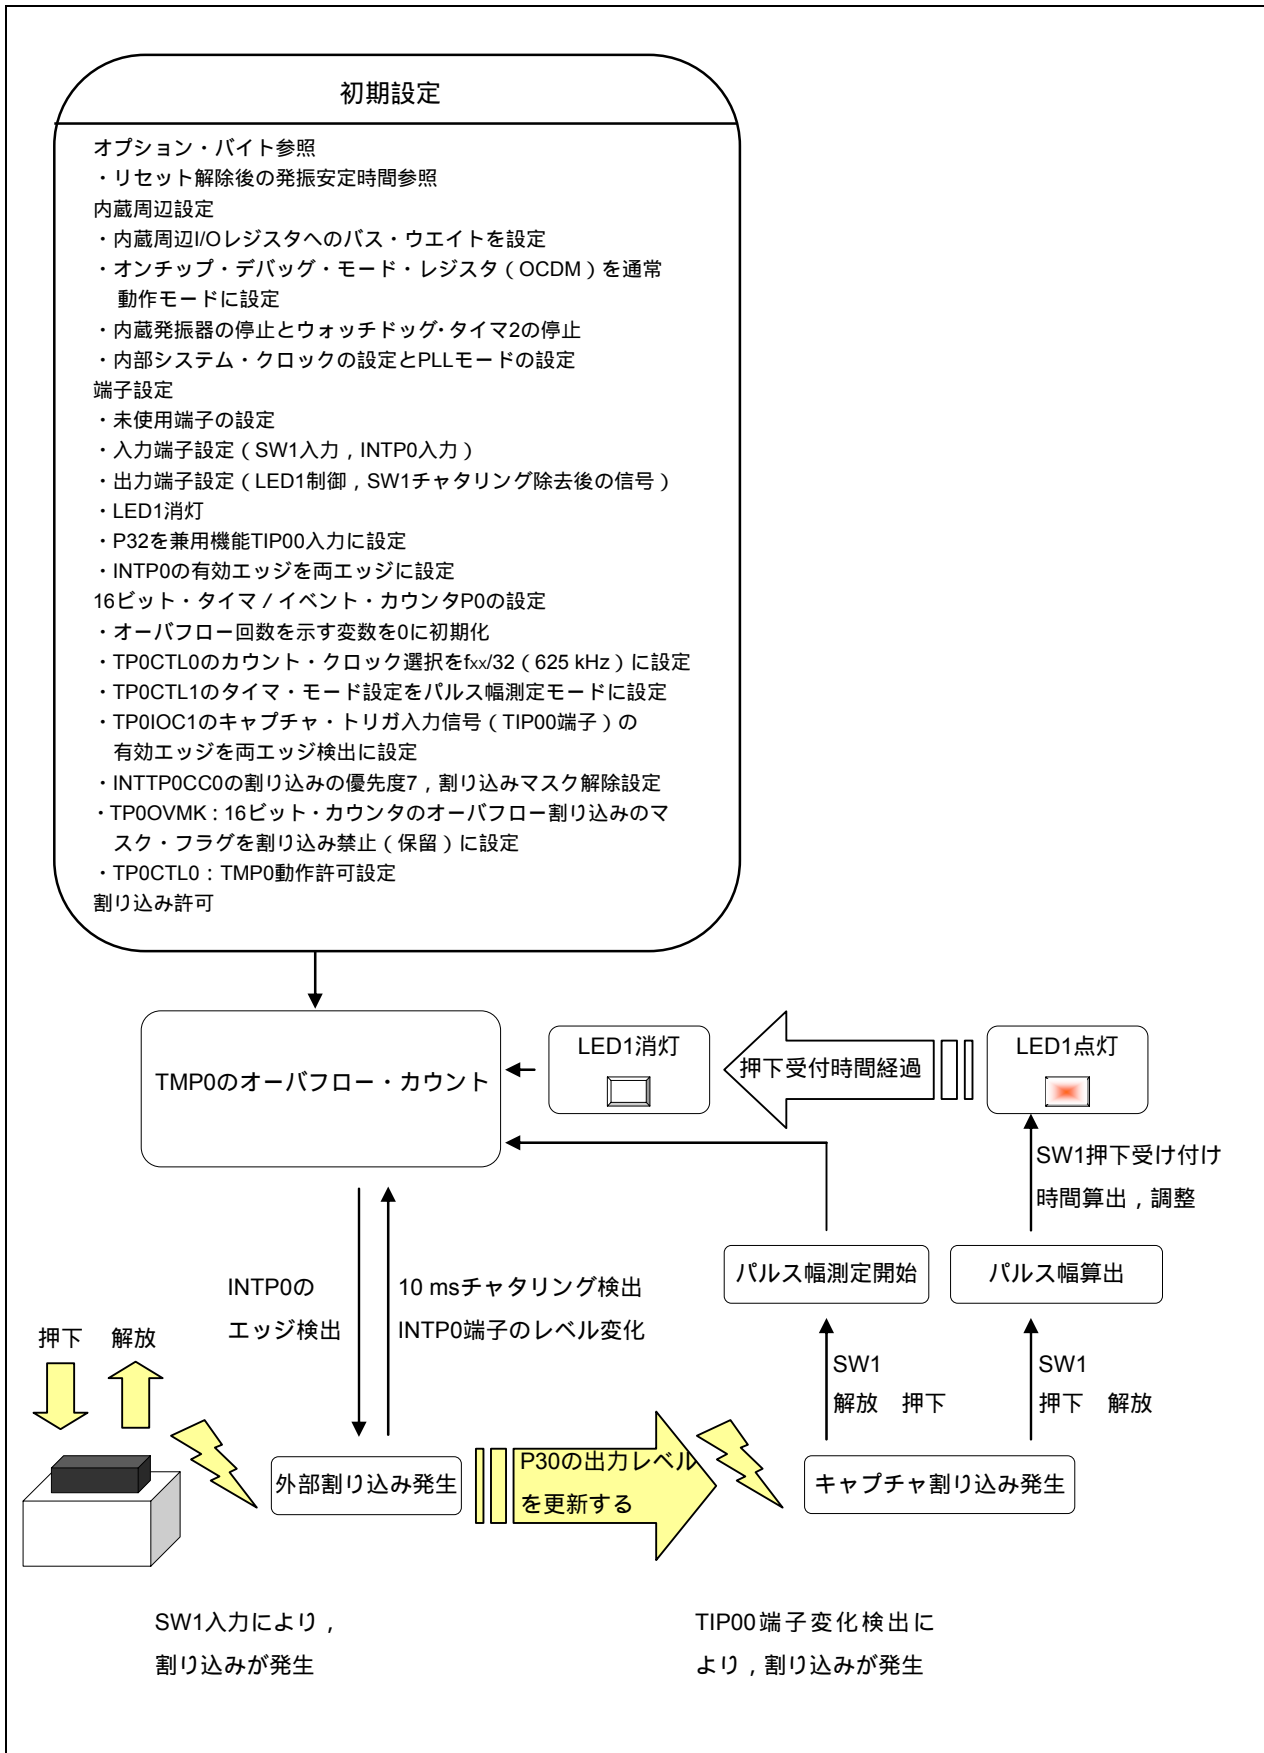 初期設定
オプション・バイト参照
・リセット解除後の発振安定時間参照
内蔵周辺設定
・内蔵周辺I/Oレジスタへのバス・ウエイトを設定
・オンチップ・デバッグ・モード・レジスタ（OCDM）を通常
動作モードに設定
・内蔵発振器の停止とウォッチドッグ・タイマ2の停止
・内部システム・クロックの設定とPLLモードの設定
端子設定
・未使用端子の設定
・入力端子設定（SW1入力，INTP0入力）
・出力端子設定（LED1制御，SW1チャタリング除去後の信号）
・LED1消灯
・P32を兼用機能TIP00入力に設定
・INTP0の有効エッジを両エッジに設定
16ビット・タイマ／イベント・カウンタP0の設定
・オーバフロー回数を示す変数を0に初期化
・TP0CTL0のカウント・クロック選択をfxx/32（625 kHz）に設定
・TP0CTL1のタイマ・モード設定をパルス幅測定モードに設定
・TP0IOC1のキャプチャ・トリガ入力信号（TIP00端子）の
有効エッジを両エッジ検出に設定
・INTTP0CC0の割り込みの優先度7，割り込みマスク解除設定
・TP0OVMK：16ビット・カウンタのオーバフロー割り込みのマ
スク・フラグを割り込み禁止（保留）に設定
・TP0CTL0：TMP0動作許可設定
割り込み許可
TMP0のオーバフロー・カウント
LED1消灯
押下受付時間経過
LED1点灯
SW1押下受け付け
時間算出，調整
パルス幅測定開始
パルス幅算出
INTP0の
エッジ検出
10 msチャタリング検出
INTP0端子のレベル変化
押下　解放
SW1
解放　押下
SW1
押下　解放
外部割り込み発生
P30の出力レベル
を更新する
キャプチャ割り込み発生
SW1入力により，
割り込みが発生
TIP00端子変化検出に
より，割り込みが発生